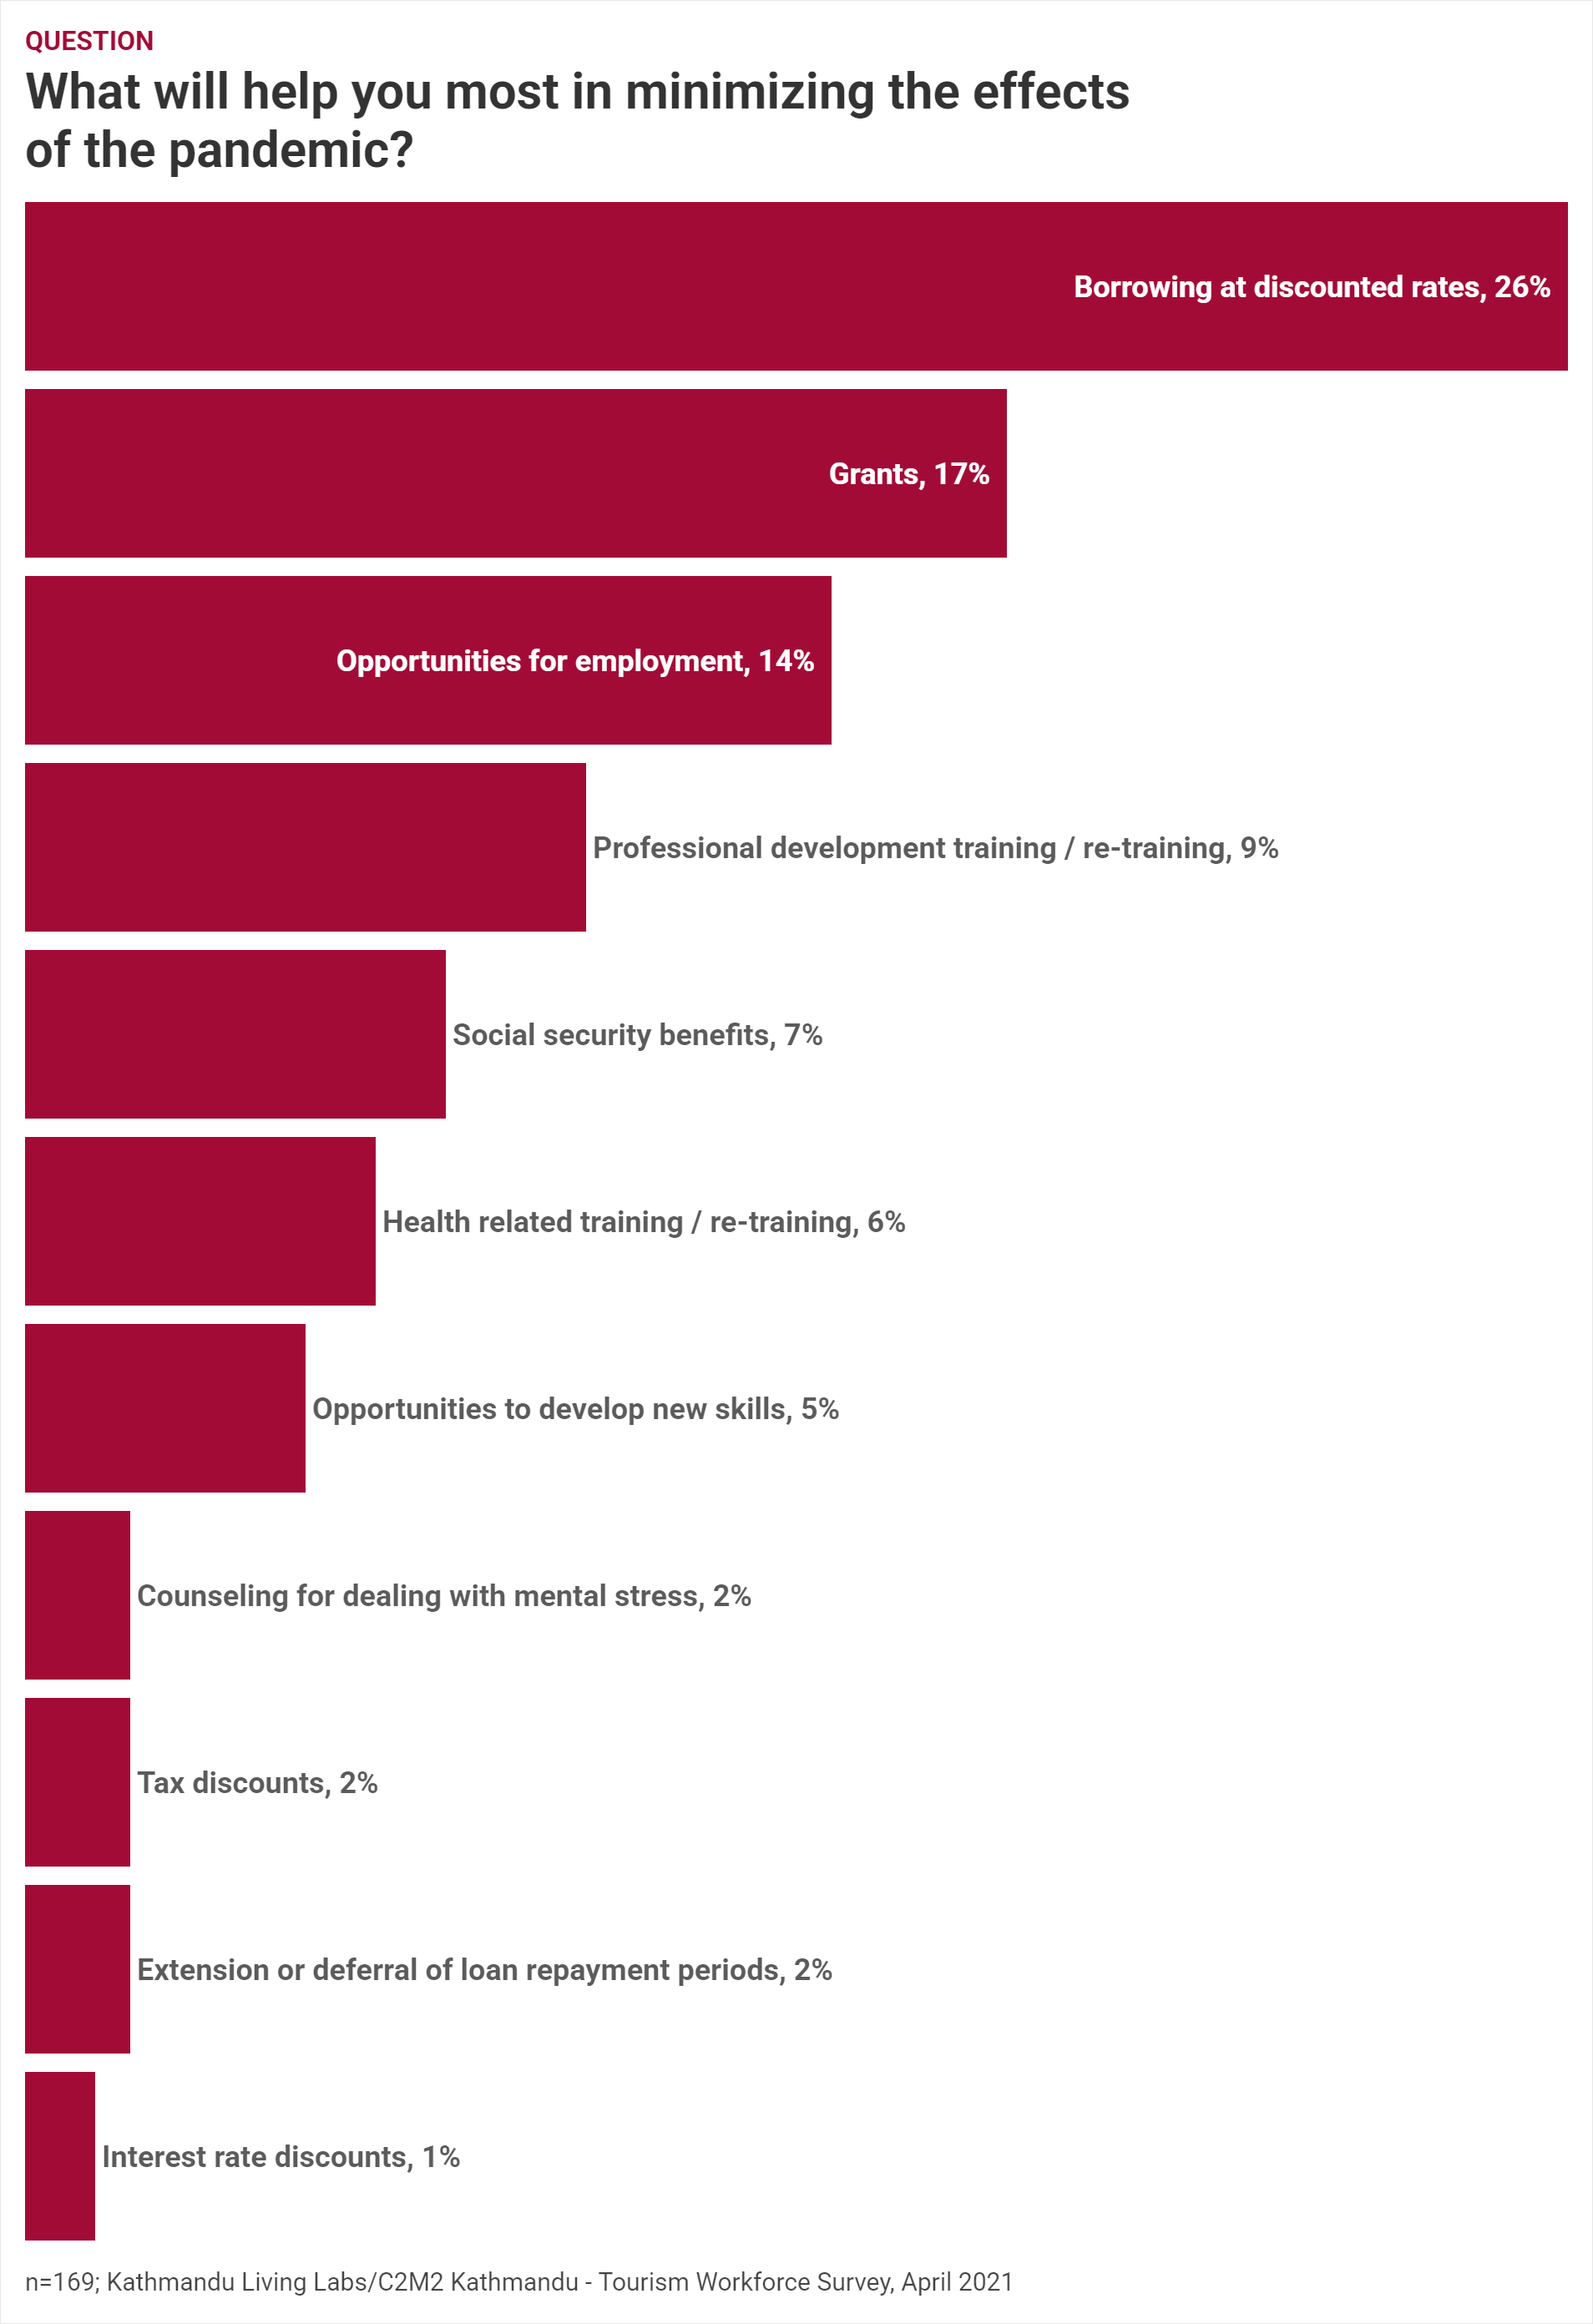 QUESTION
What will help you most in minimizing the effects
of the pandemic?
Borrowing at discounted rates, 26%
Grants, 17%
Opportunities for employment, 14%
Professional development training / re-training, 9%
Social security benefits, 7%
Health related training / re-training, 6%
Opportunities to develop new skills, 5%
Counseling for dealing with mental stress, 2%
Tax discounts, 2%
Extension or deferral of loan repayment periods, 2%
Interest rate discounts, 1%
n=169; Kathmandu Living Labs/C2M2 Kathmandu - Tourism Workforce Survey, April 2021